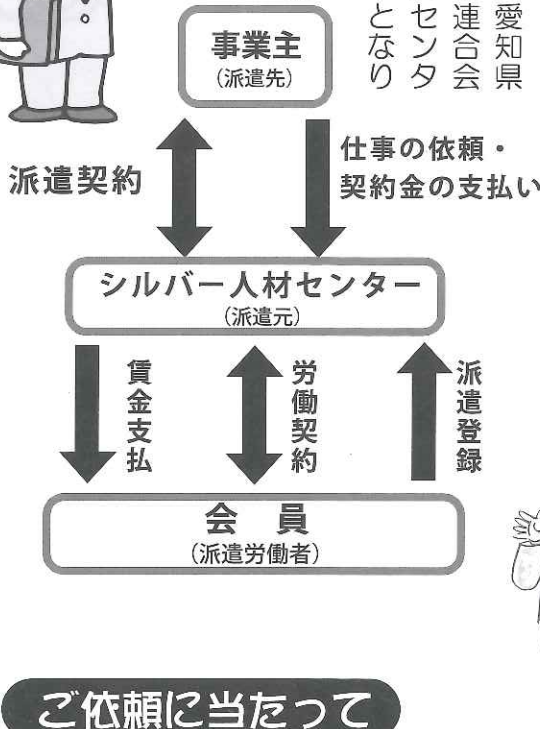 愛知県
連合会
センタ
となり
事業主
（派遣先）
派遣契約
仕事の依頼・
契約金の支払い
シルバー人材センター
（派遣元）
賃金支払
労働契約
派遣登録
会　員
（派遣労働者）
ご依頼に当たって